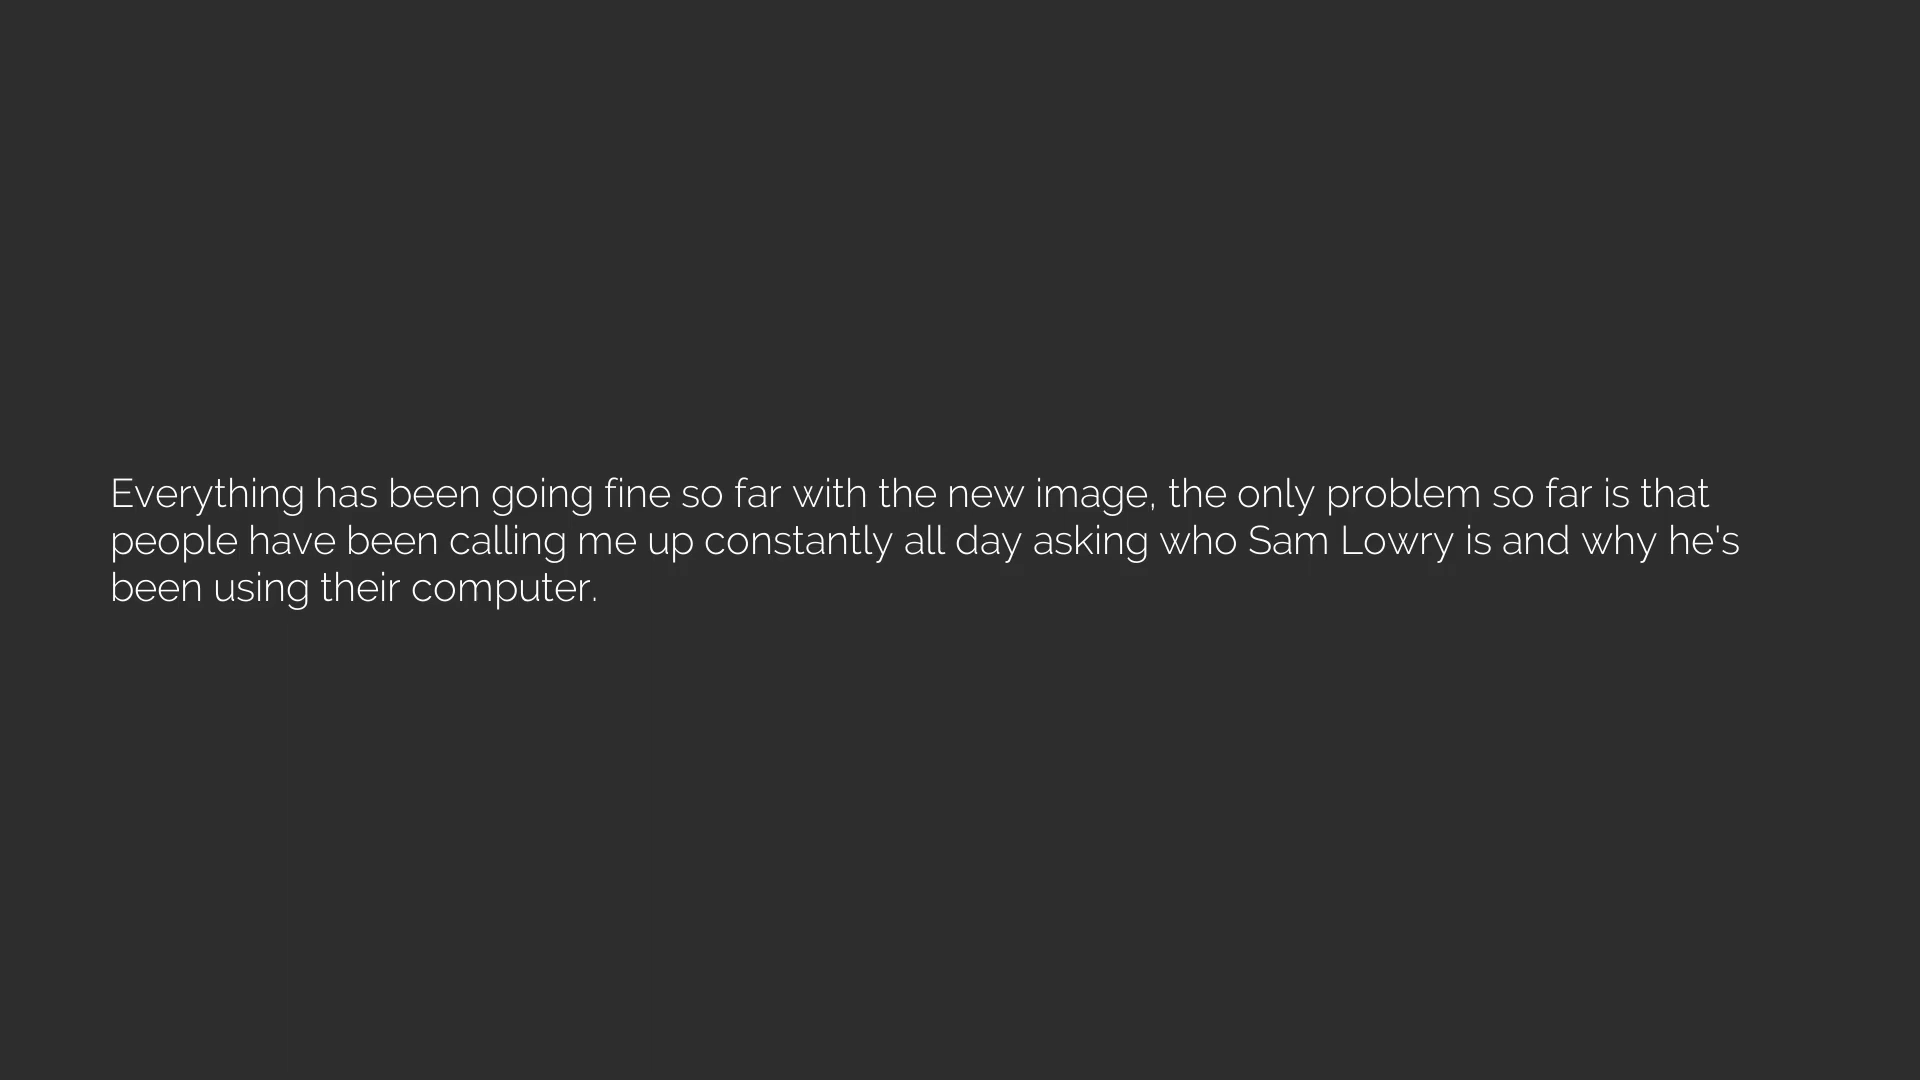 Everything has been going fine so far with the new image, the only problem so far is that
people have been calling me up constantly all day asking who Sam Lowry is and why he's
been using their computer.